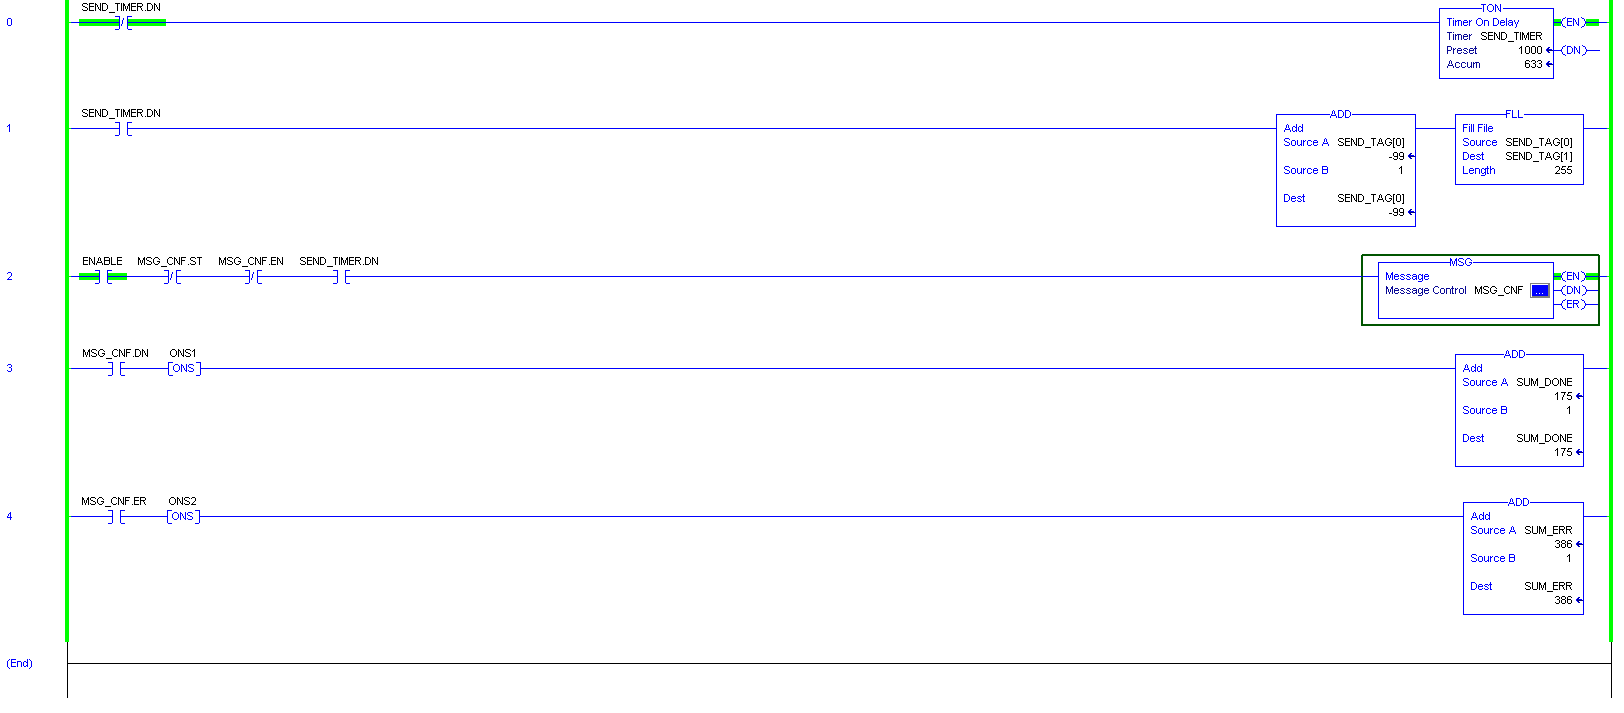 SEND_TIMER.DN
0
TON
Timer On Delay
Timer SEND_TIMER
Preset 1000
Accum 633
(EN)
(DN)
SEND_TIMER.DN
1
ADD
Add
Source A SEND_TAG[0]
-99
Source B 1
Dest SEND_TAG[0]
-99
FLL
Fill File
Source SEND_TAG[0]
Dest SEND_TAG[1]
Length 255
ENABLE MSG_CNF.ST MSG_CNF.EN SEND_TIMER.DN
2
MSG
Message
Message Control MSG_CNF ...
(EN)
(DN)
(ER)
MSG_CNF.DN ONS1
3
[ONS]
ADD
Add
Source A SUM_DONE
175
Source B 1
Dest SUM_DONE
175
MSG_CNF.ER ONS2
4
[ONS]
ADD
Add
Source A SUM_ERR
386
Source B 1
Dest SUM_ERR
386
(End)